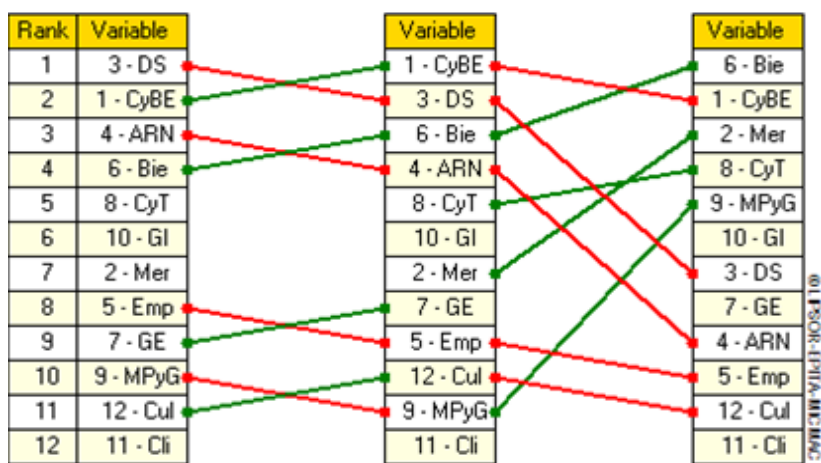 Rank Variable Variable Variable
1 3 - DS 1 - CyBE 6 - Bie
2 1 - CyBE 3 - DS 1 - CyBE
3 4 - ARN 6 - Bie 2 - Mer
4 6 - Bie 4 - ARN 8 - CyT
5 8 - CyT 8 - CyT 9 - MPyG
6 10 - GI 10 - GI 10 - GI
7 2 - Mer 2 - Mer 3 - DS
8 5 - Emp 7 - GE 7 - GE
9 7 - GE 5 - Emp 4 - ARN
10 9 - MPyG 12 - Cul 5 - Emp
11 12 - Cul 9 - MPyG 12 - Cul
12 11 - Cli 11 - Cli 11 - Cli
© LIPSOR-EPITA-MICMAC